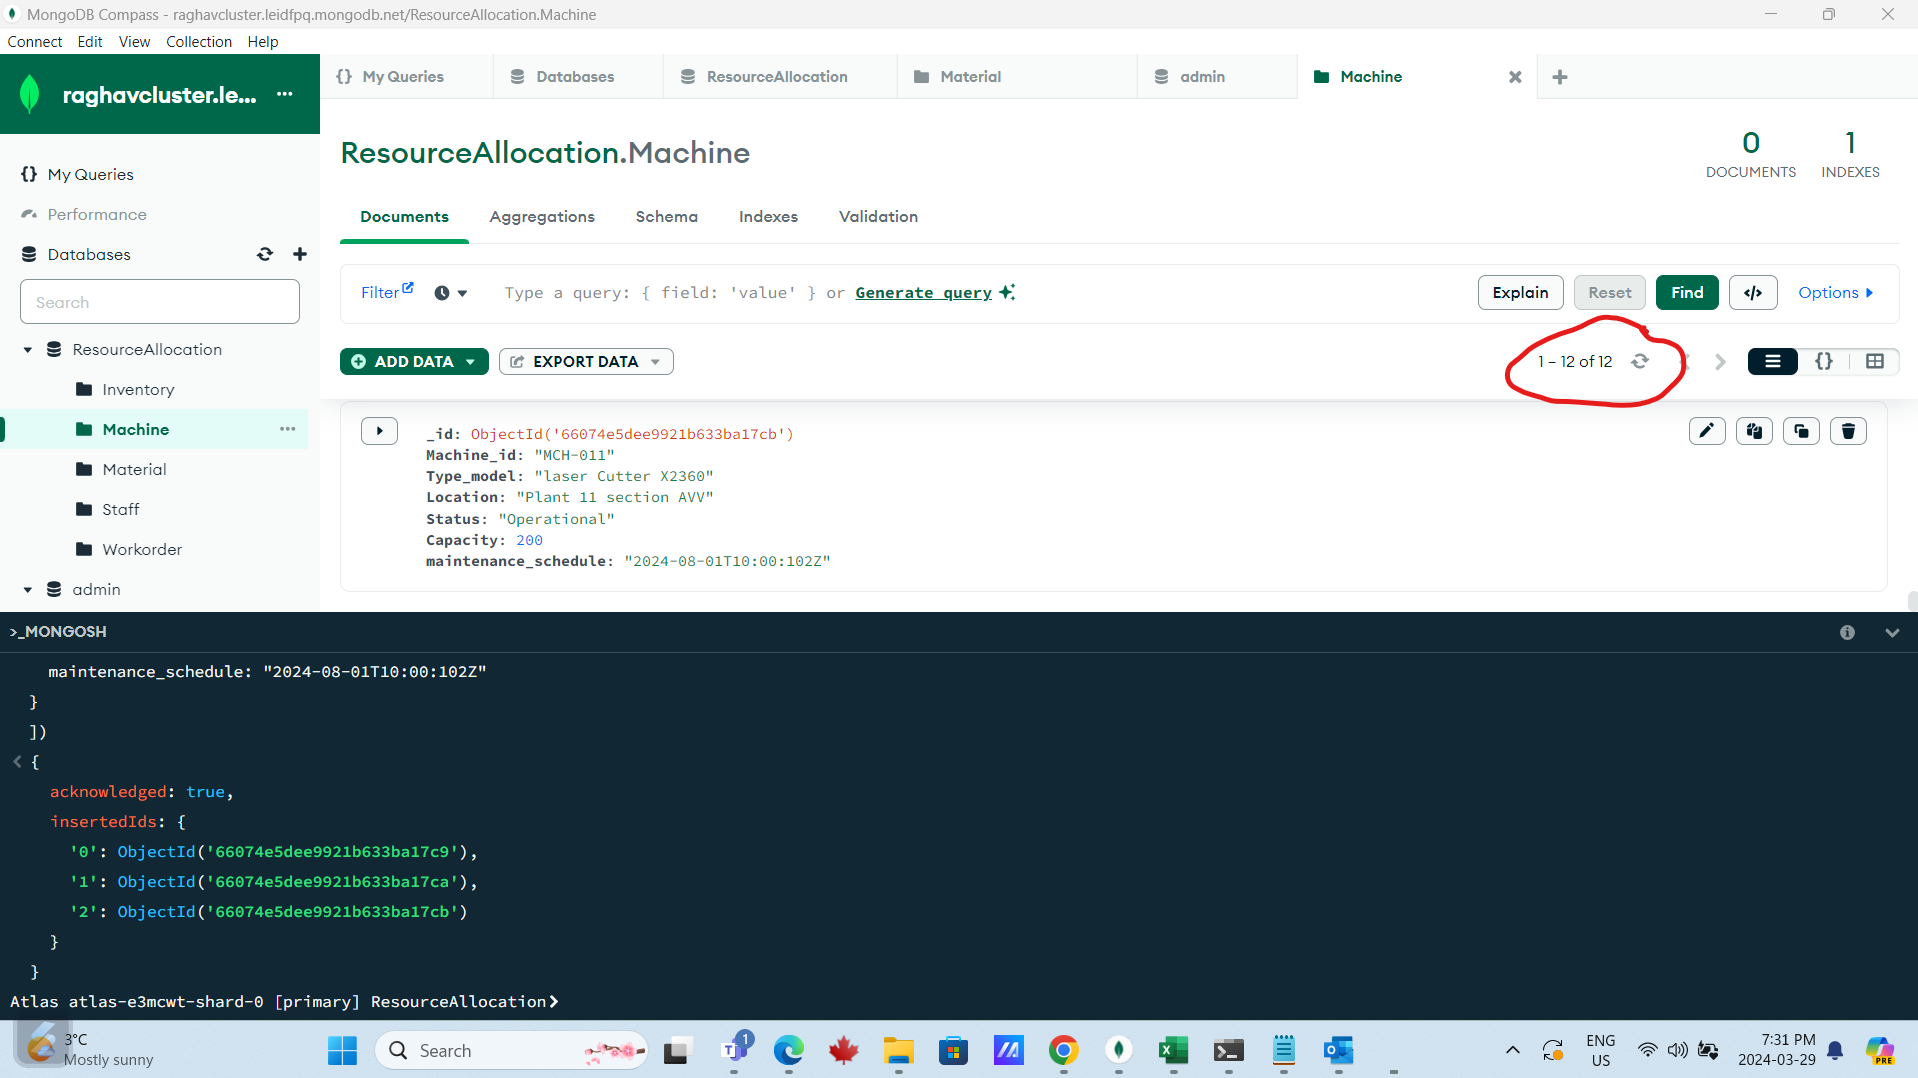 MongoDB Compass - raghavcluster.leidfpq.mongodb.net/ResourceAllocation.Machine
Connect Edit View Collection Help
raghavcluster.le... ...
{} My Queries
Databases
ResourceAllocation
Material
admin
Machine
ResourceAllocation.Machine
0
DOCUMENTS
1
INDEXES
{} My Queries
Performance
Databases
Search
ResourceAllocation
Inventory
Machine
Material
Staff
Workorder
admin
Documents Aggregations Schema Indexes Validation
Filter
Type a query: { field: 'value' } or Generate query
Explain Reset Find </> Options
ADD DATA EXPORT DATA
1 – 12 of 12
{}
_id: ObjectId('66074e5dee9921b633ba17cb')
Machine_id: "MCH-011"
Type_model: "laser Cutter X2360"
Location: "Plant 11 section AVV"
Status: "Operational"
Capacity: 200
maintenance_schedule: "2024-08-01T10:00:102Z"
>_MONGOSH
maintenance_schedule: "2024-08-01T10:00:102Z"
}
])
< {
acknowledged: true,
insertedIds: {
'0': ObjectId('66074e5dee9921b633ba17c9'),
'1': ObjectId('66074e5dee9921b633ba17ca'),
'2': ObjectId('66074e5dee9921b633ba17cb')
}
}
Atlas atlas-e3mcwt-shard-0 [primary] ResourceAllocation>
3°C
Mostly sunny
Search
1
ENG
US
7:31 PM
2024-03-29
PRE